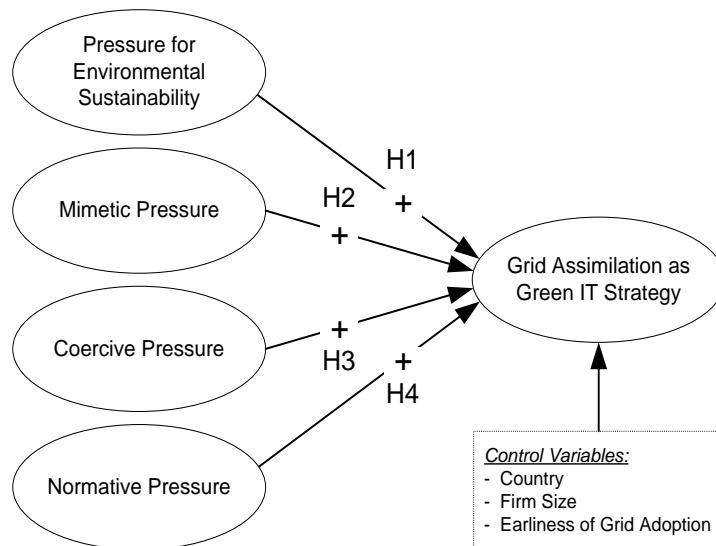 Pressure for
Environmental
Sustainability
H1
+
Mimetic Pressure
H2
+
Grid Assimilation as
Green IT Strategy
Coercive Pressure
+
H3
+
H4
Normative Pressure
Control Variables:
- Country
- Firm Size
- Earliness of Grid Adoption